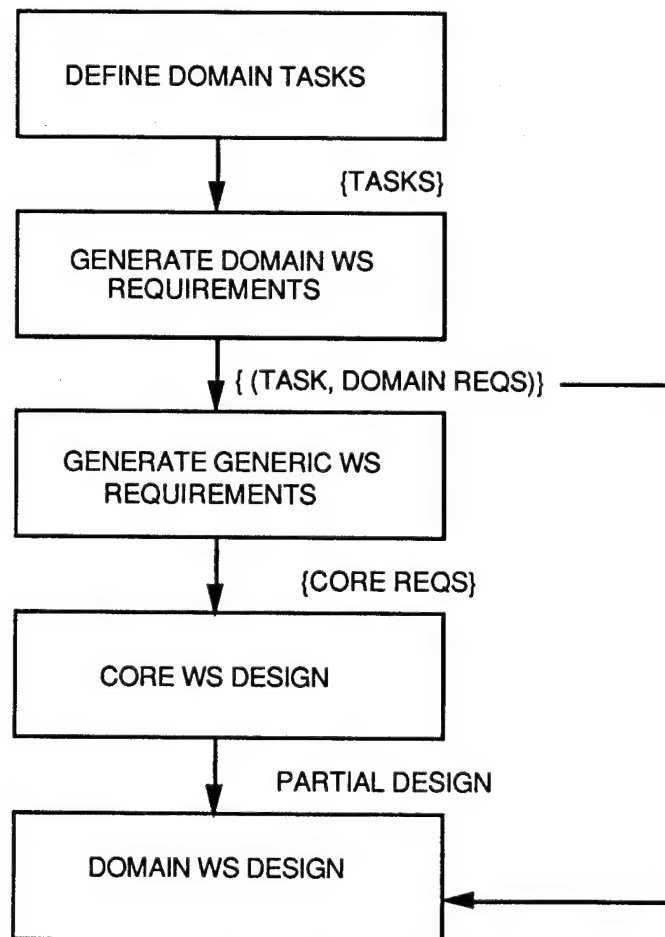 DEFINE DOMAIN TASKS
{TASKS}
GENERATE DOMAIN WS
REQUIREMENTS
{ (TASK, DOMAIN REQS)}
GENERATE GENERIC WS
REQUIREMENTS
{CORE REQS}
CORE WS DESIGN
PARTIAL DESIGN
DOMAIN WS DESIGN